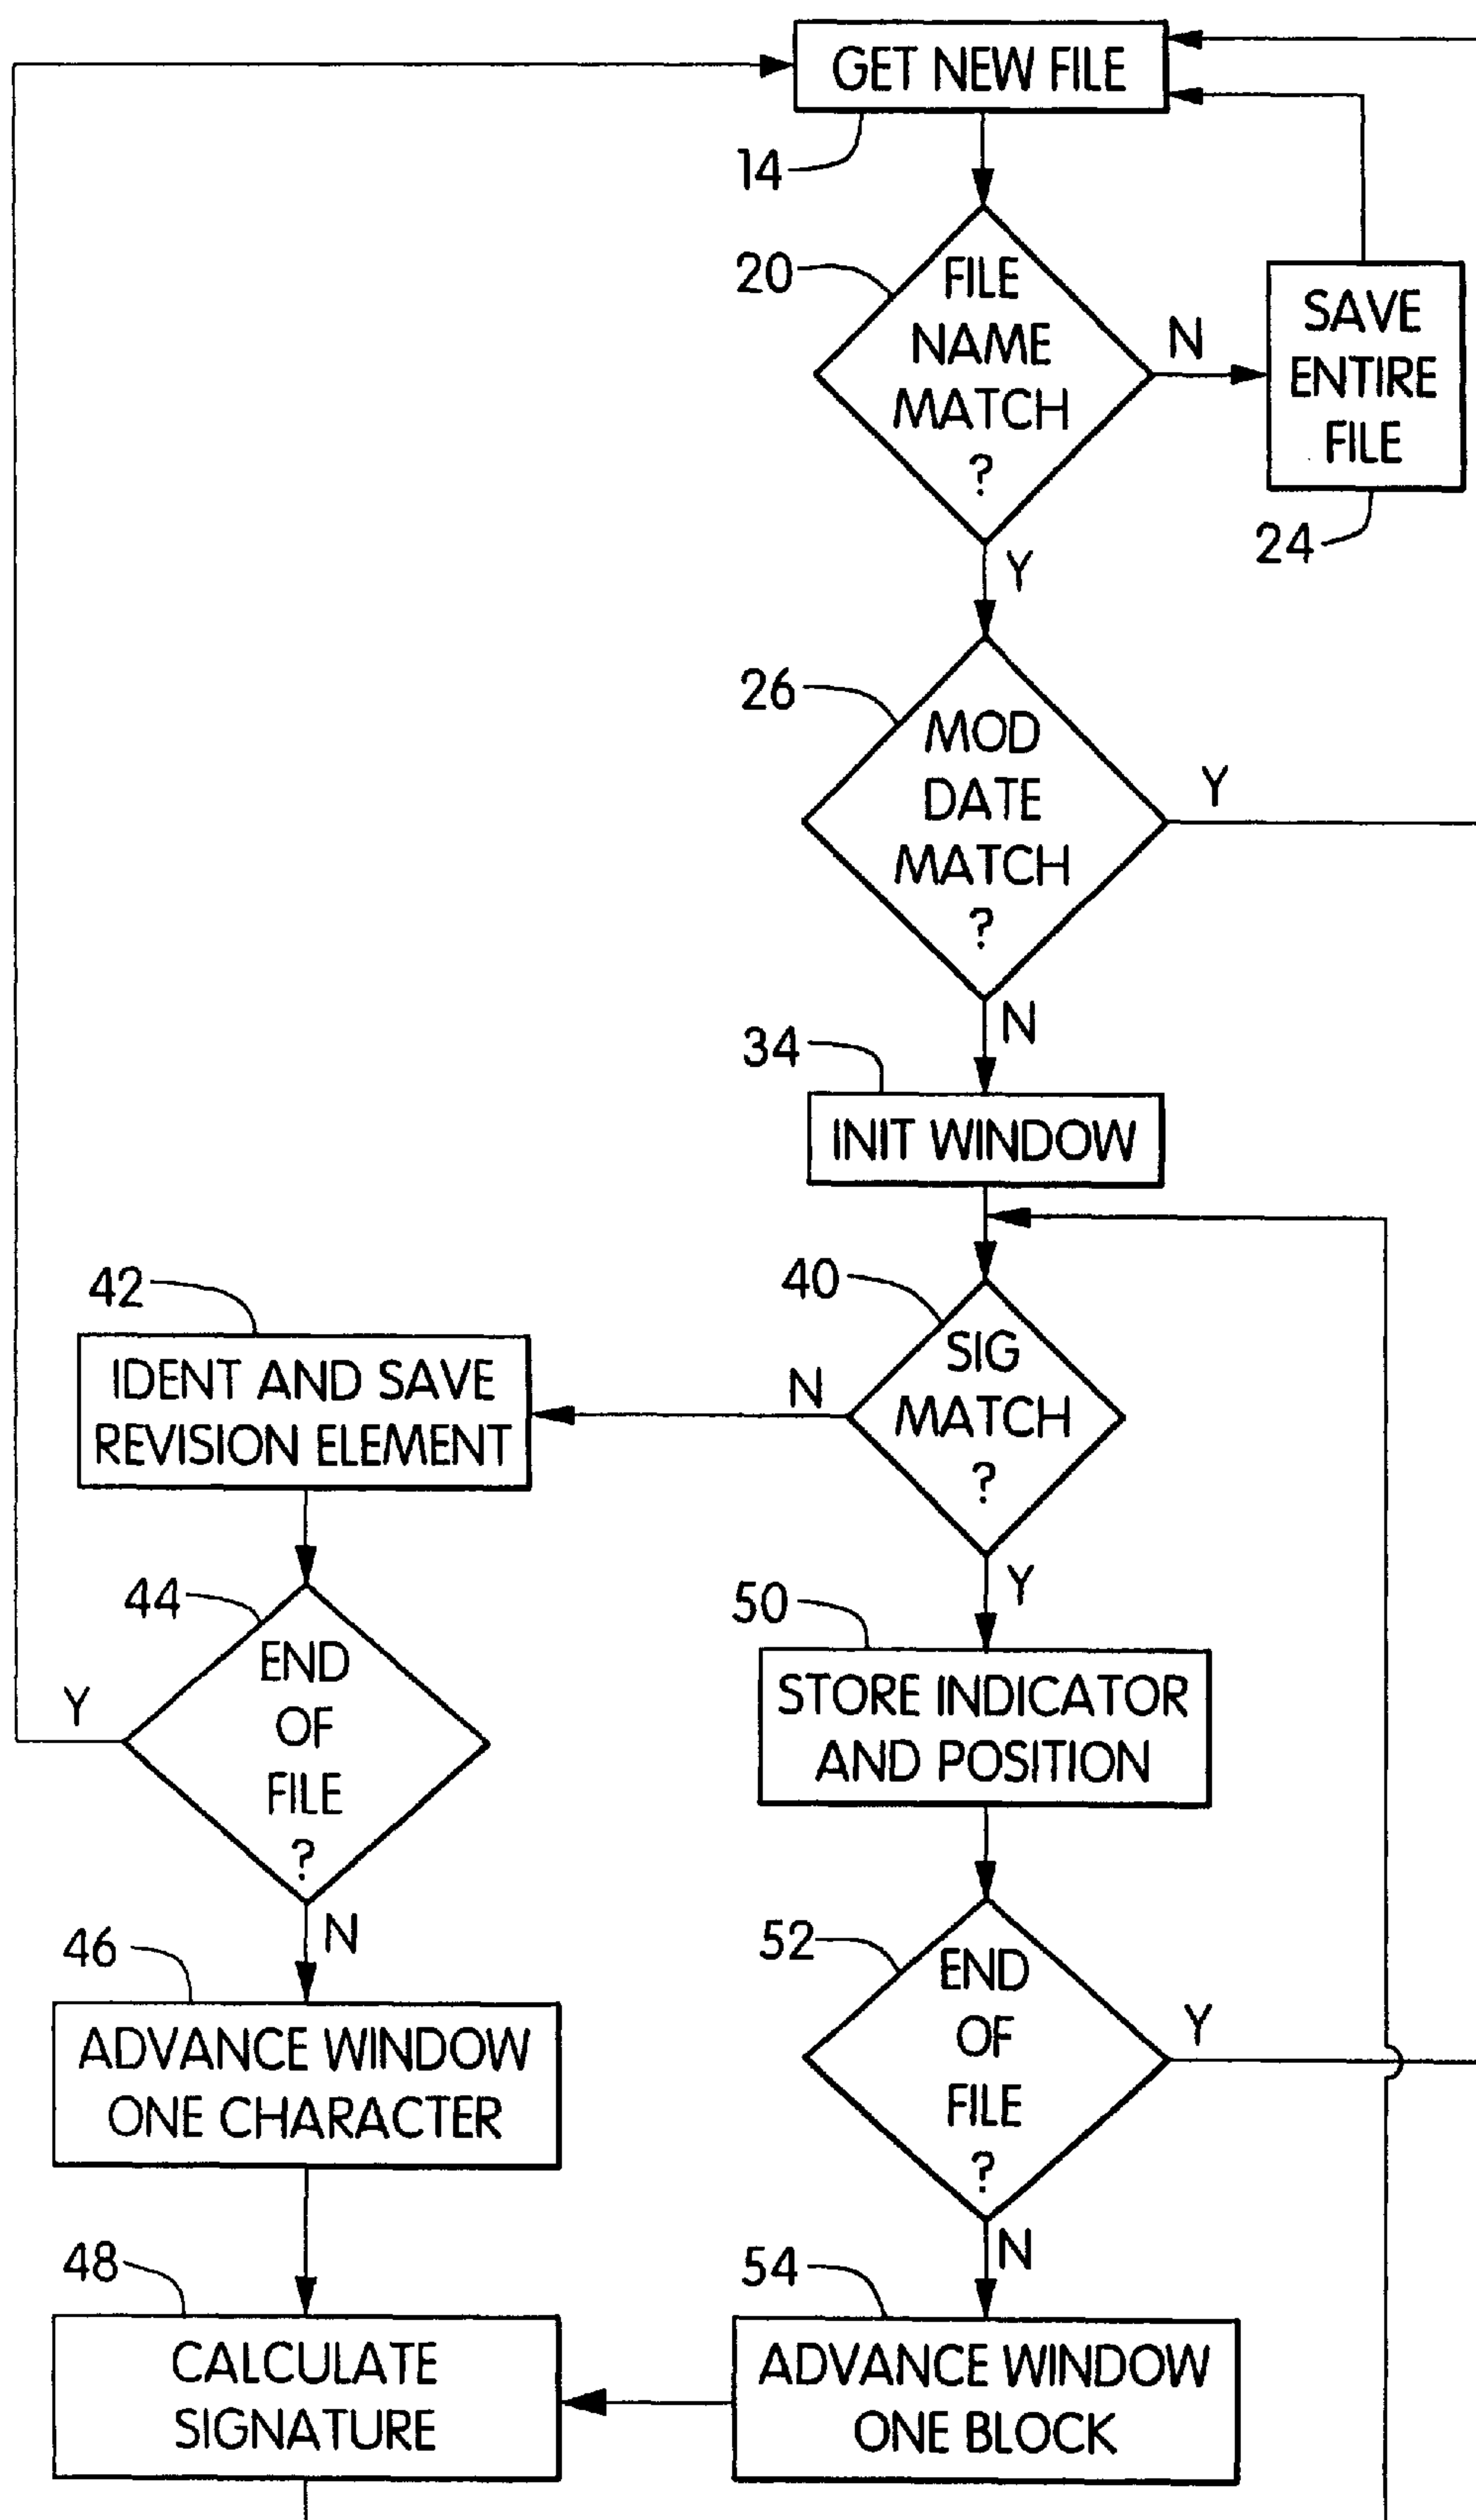 GET NEW FILE
14
20
FILE
NAME
MATCH
?
N
SAVE
ENTIRE
FILE
24
Y
26
MOD
DATE
MATCH
?
Y
N
34
INIT WINDOW
40
SIG
MATCH
?
N
42
IDENT AND SAVE
REVISION ELEMENT
Y
44
END
OF
FILE
?
Y
N
50
STORE INDICATOR
AND POSITION
52
END
OF
FILE
?
Y
N
46
ADVANCE WINDOW
ONE CHARACTER
48
CALCULATE
SIGNATURE
54
ADVANCE WINDOW
ONE BLOCK